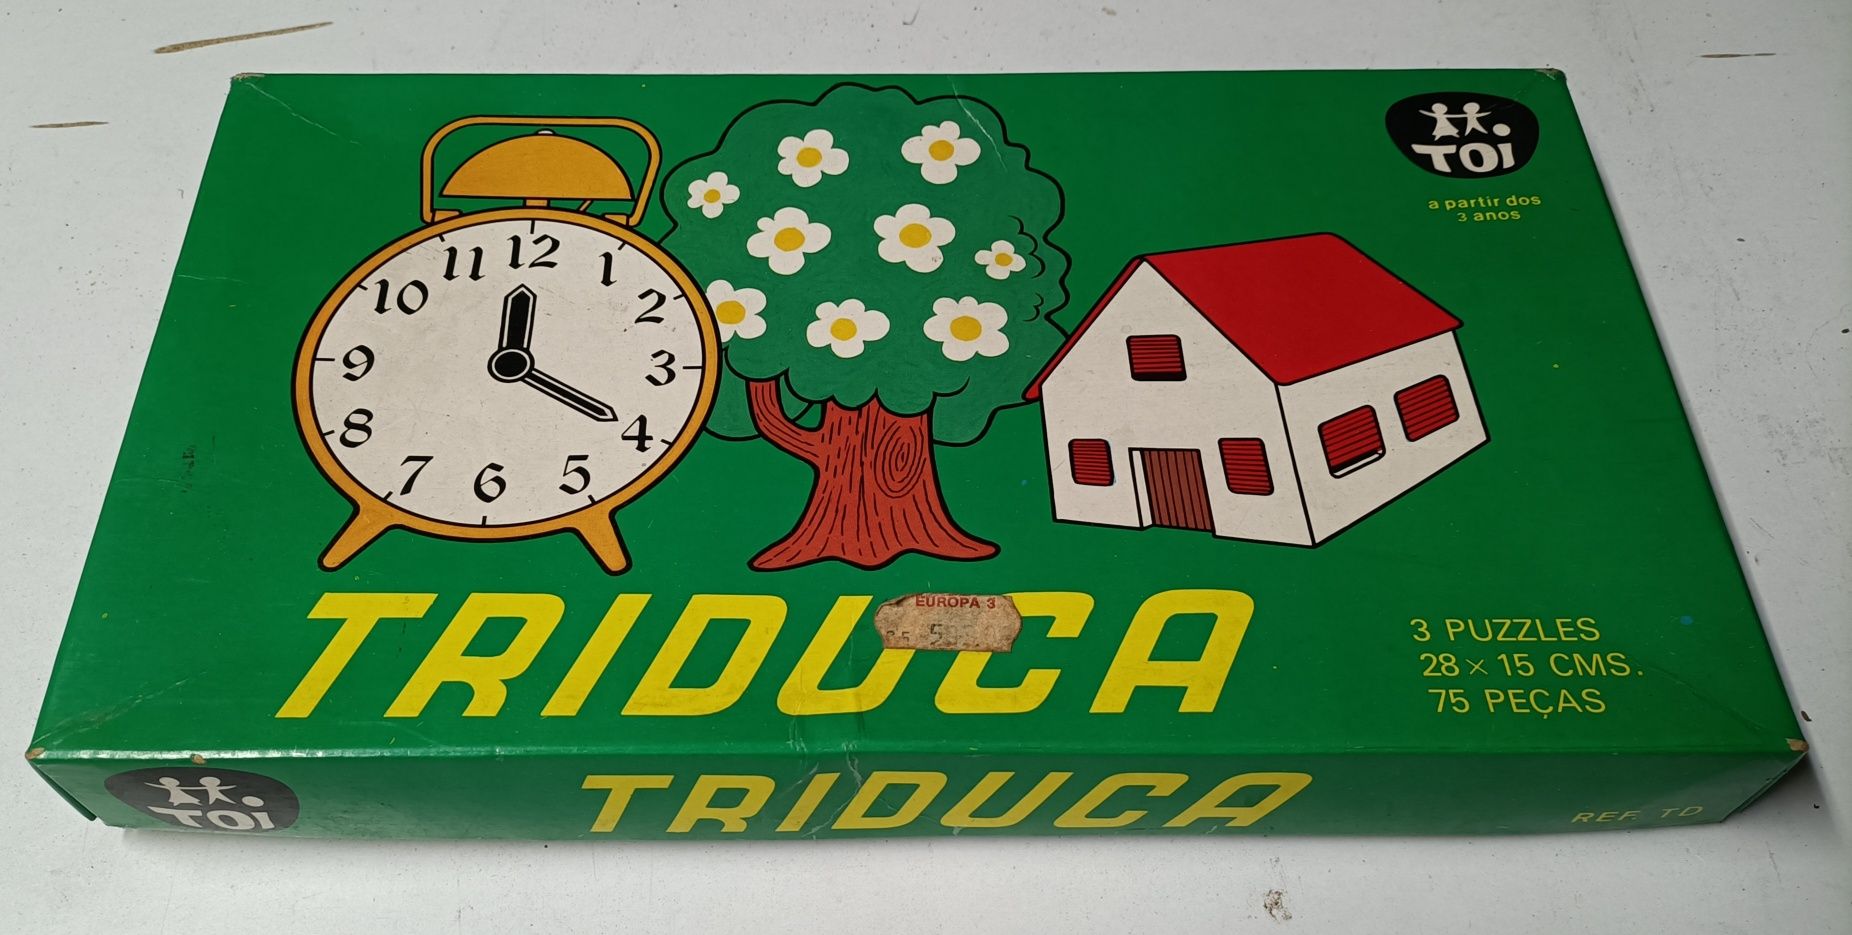 TOi
a partir dos
3 anos
11 12 1
10 2
9 3
8 4
7 6 5
TRIDUCA
EUROPA 3
3 PUZZLES
28 × 15 CMS.
75 PEÇAS
TOi
TRIDUCA
REF. TD